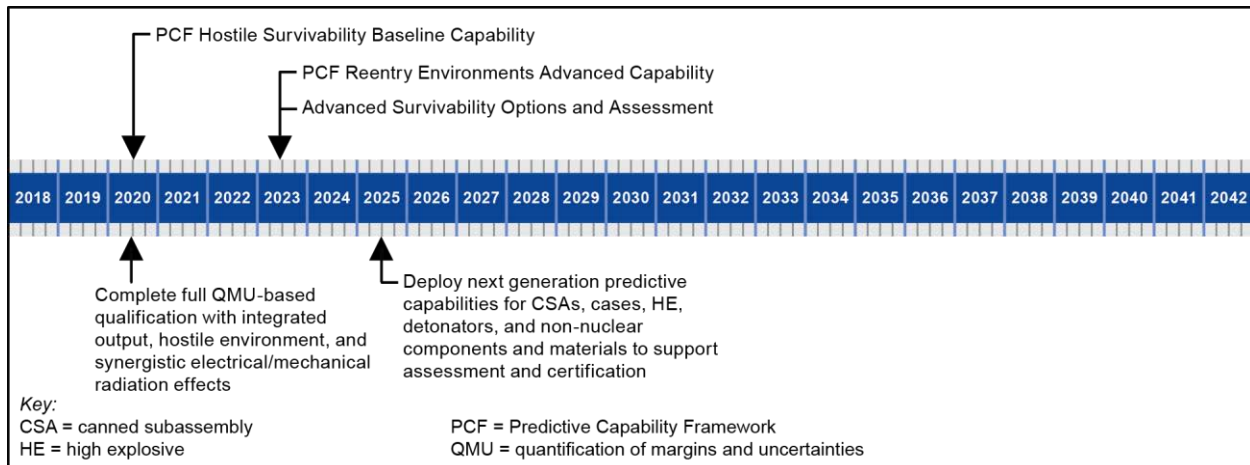 PCF Hostile Survivability Baseline Capability
PCF Reentry Environments Advanced Capability
Advanced Survivability Options and Assessment
2018 2019 2020 2021 2022 2023 2024 2025 2026 2027 2028 2029 2030 2031 2032 2033 2034 2035 2036 2037 2038 2039 2040 2041 2042
Complete full QMU-based
qualification with integrated
output, hostile environment, and
synergistic electrical/mechanical
radiation effects
Deploy next generation predictive
capabilities for CSAs, cases, HE,
detonators, and non-nuclear
components and materials to support
assessment and certification
Key:
CSA = canned subassembly
HE = high explosive
PCF = Predictive Capability Framework
QMU = quantification of margins and uncertainties